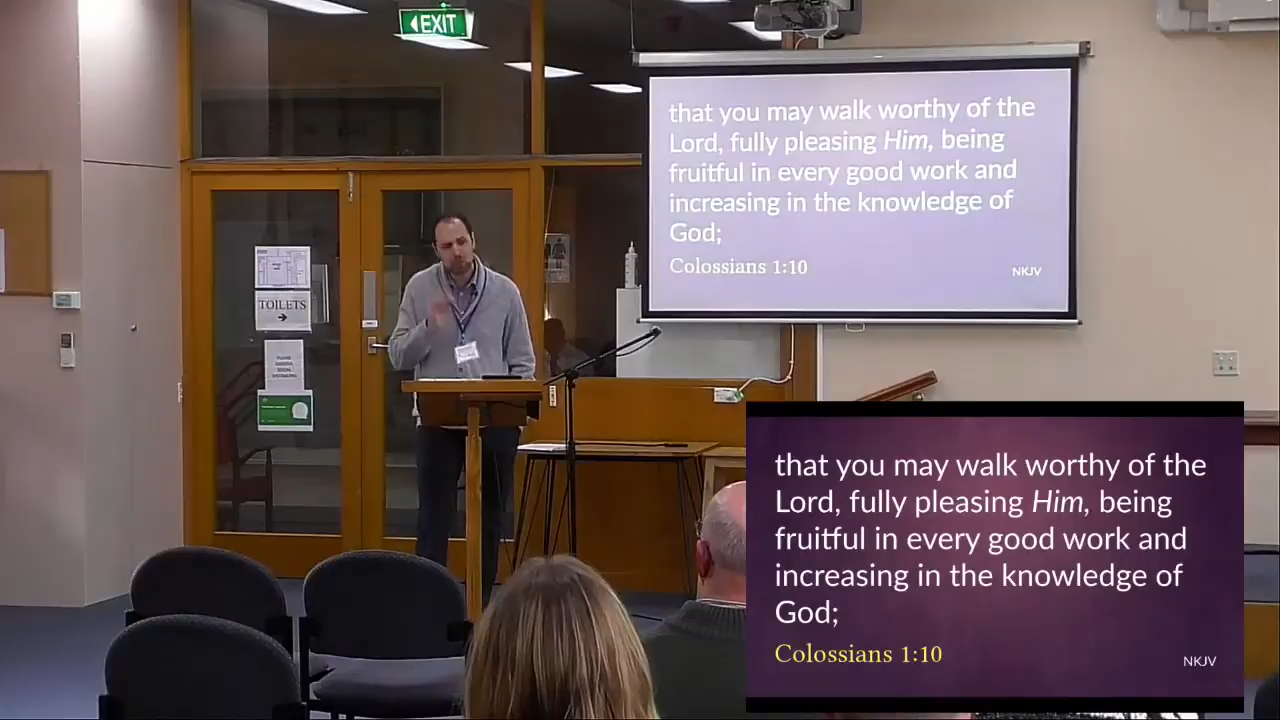 EXIT
that you may walk worthy of the
Lord, fully pleasing Him, being
fruitful in every good work and
increasing in the knowledge of
God;
Colossians 1:10
NKJV
TOILETS
that you may walk worthy of the
Lord, fully pleasing Him, being
fruitful in every good work and
increasing in the knowledge of
God;
Colossians 1:10
NKJV